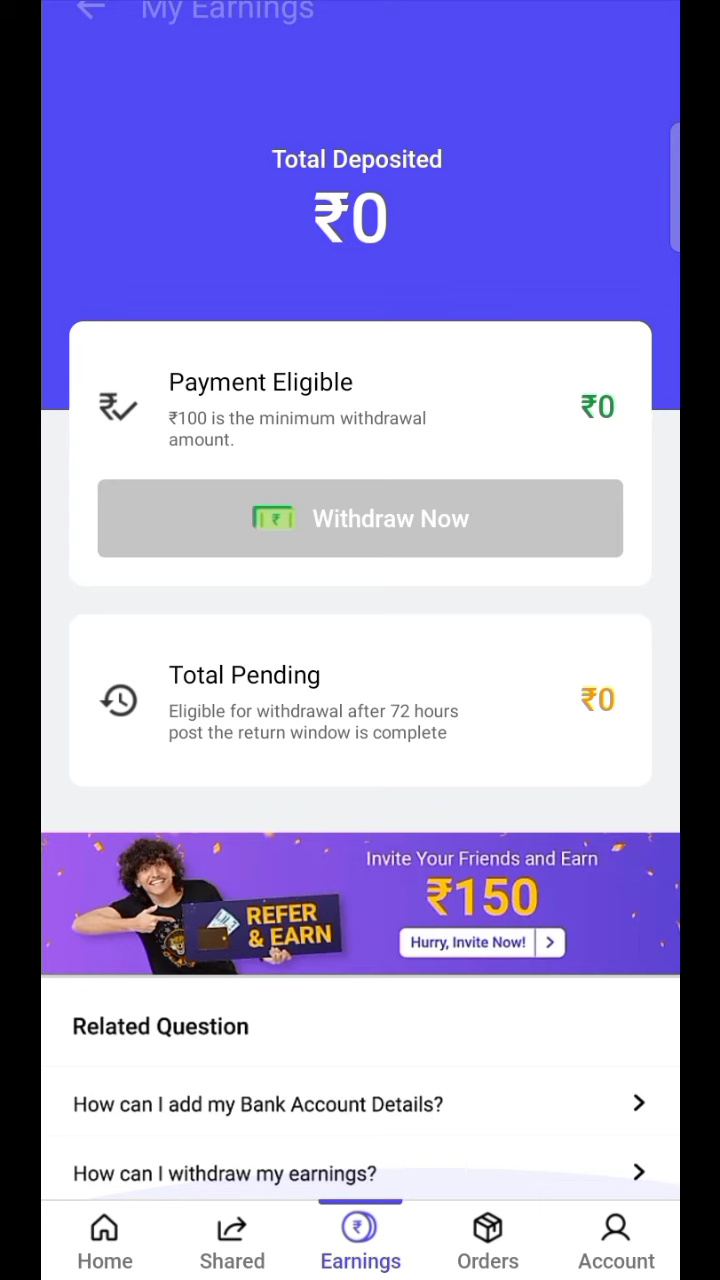 My Earnings
Total Deposited
₹0
Payment Eligible
₹100 is the minimum withdrawal
amount.
₹0
Withdraw Now
Total Pending
Eligible for withdrawal after 72 hours
post the return window is complete
₹0
Invite Your Friends and Earn
₹150
REFER
& EARN
Hurry, Invite Now!
Related Question
How can I add my Bank Account Details?
How can I withdraw my earnings?
Home
Shared
Earnings
Orders
Account